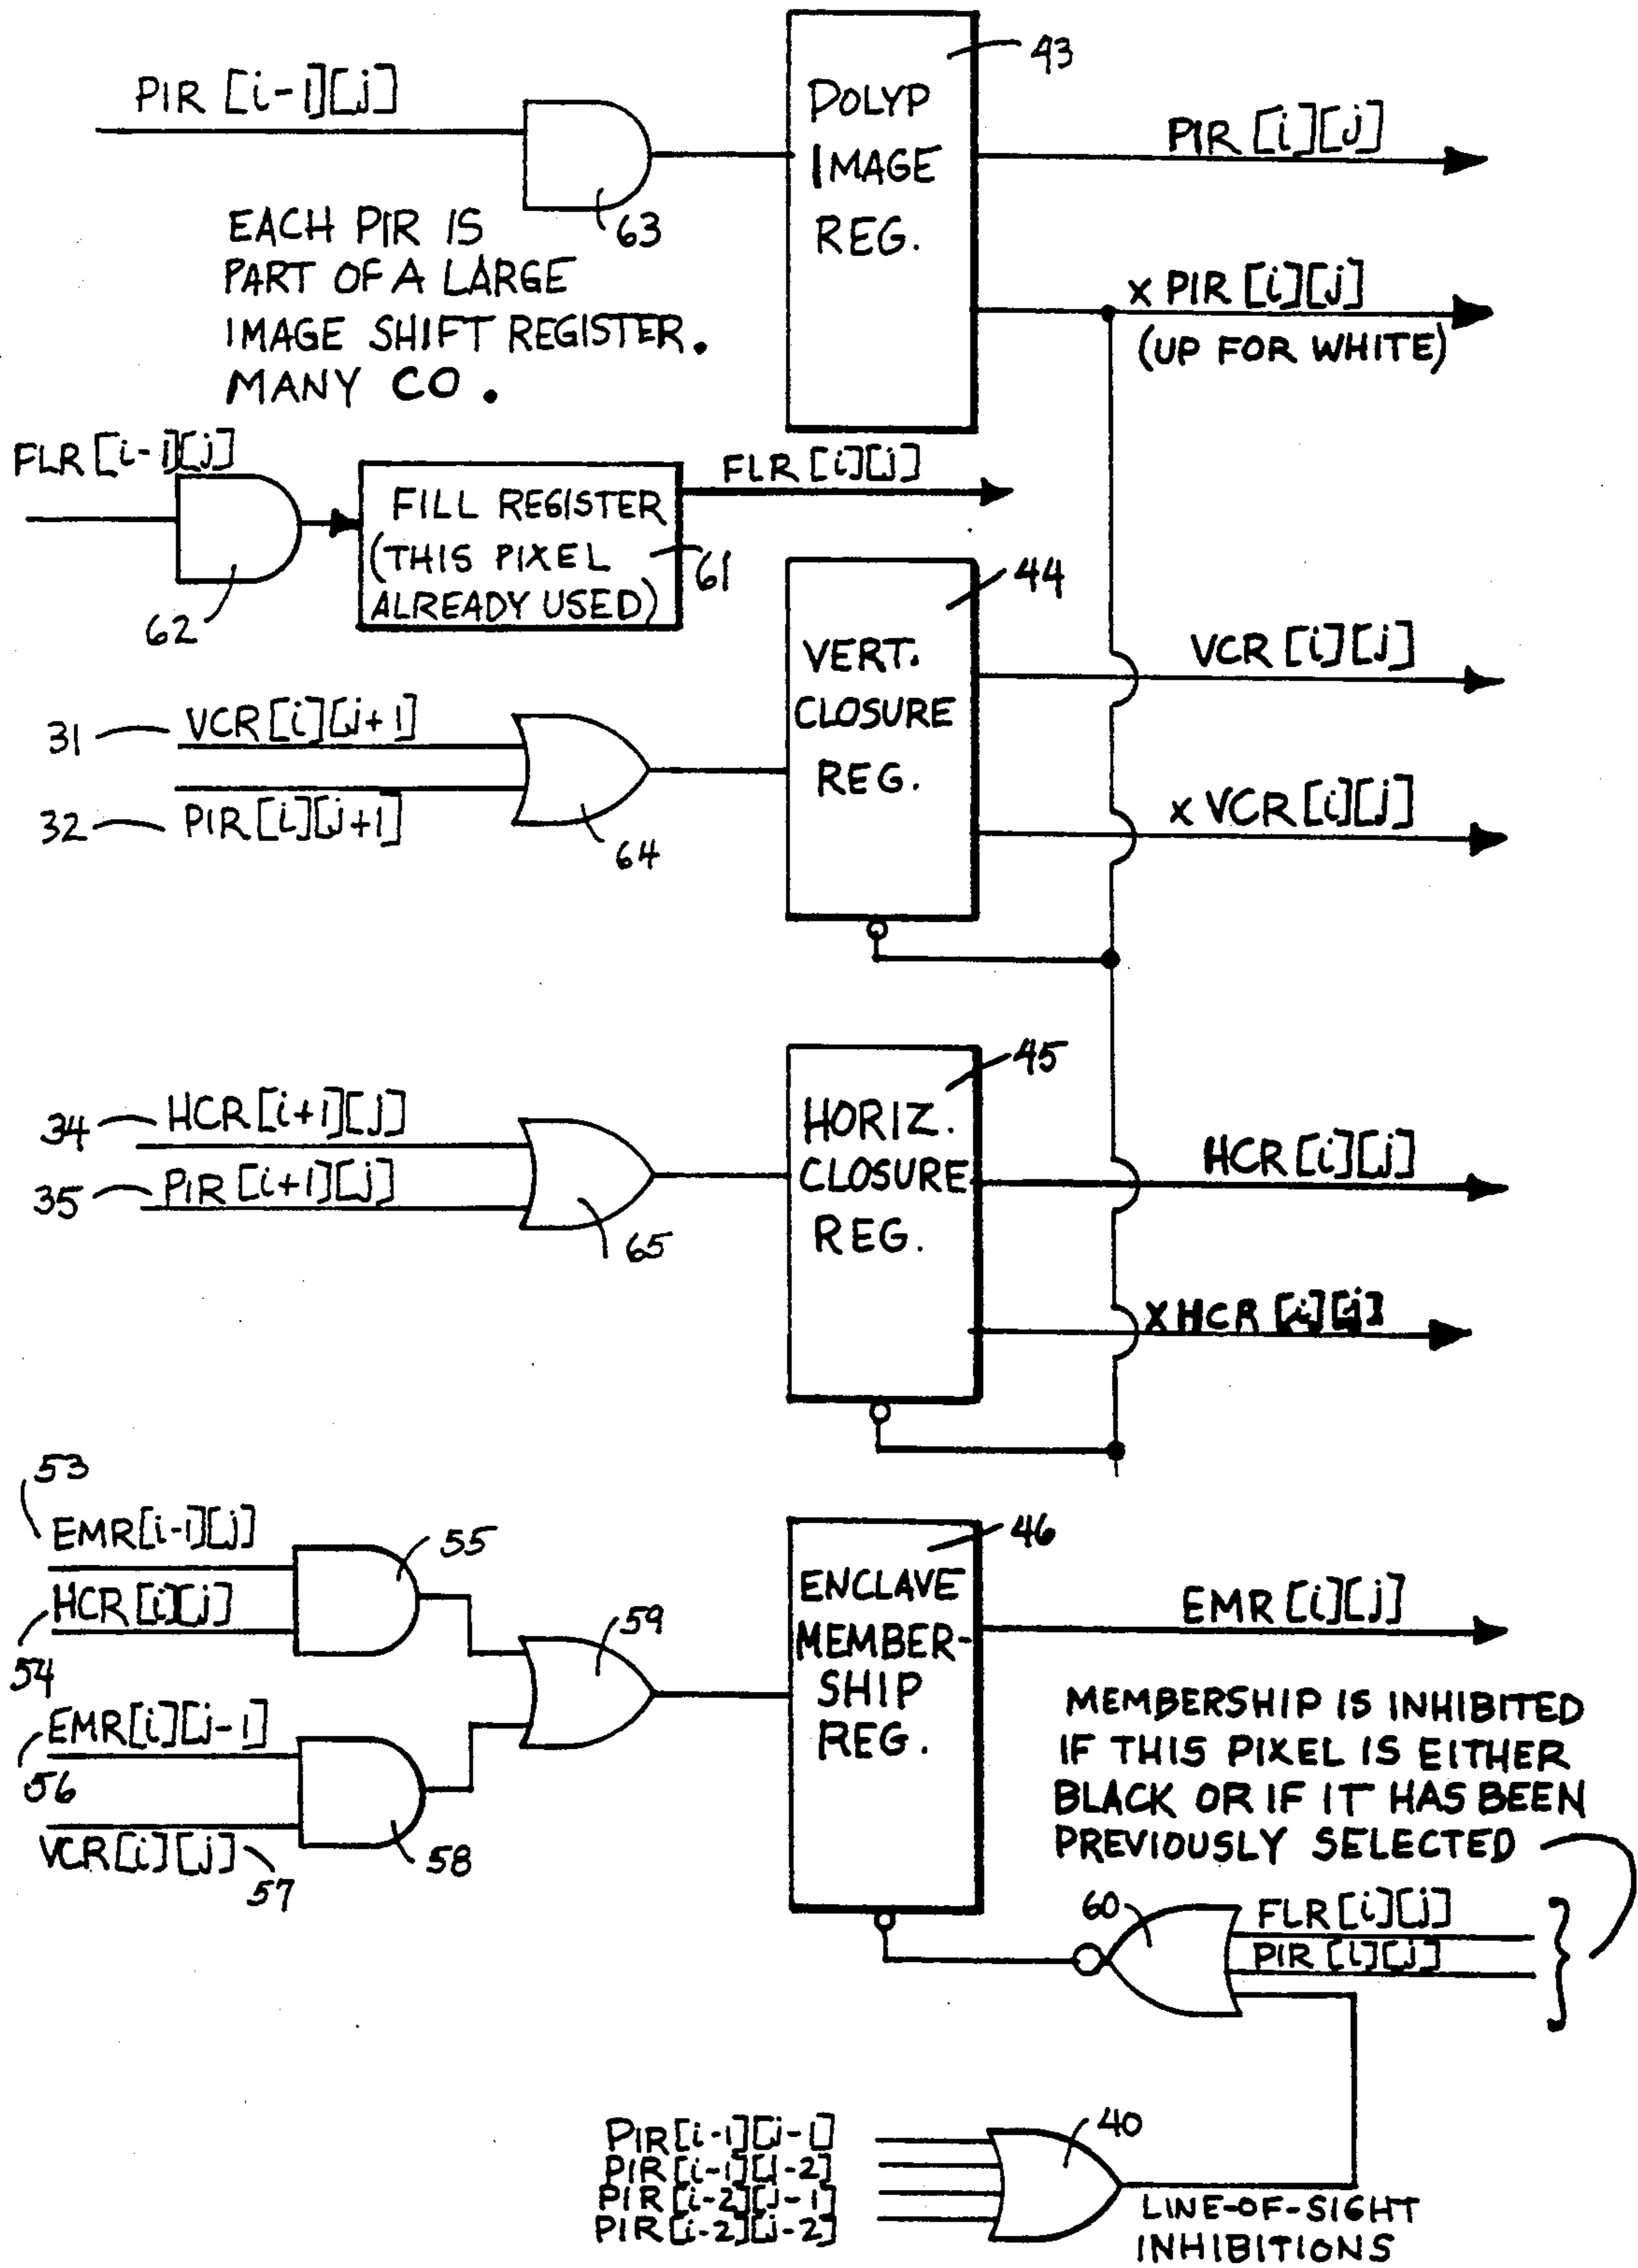 PIR [i-1][j]
63
POLYP
IMAGE
REG.
43
PIR [i][j]
x PIR [i][j]
(UP FOR WHITE)
EACH PIR IS
PART OF A LARGE
IMAGE SHIFT REGISTER.
MANY CO.
FLR [i-1][j]
62
FILL REGISTER
(THIS PIXEL
ALREADY USED)
61
FLR [i][j]
31
VCR [i][j+1]
32
PIR [i][j+1]
64
VERT.
CLOSURE
REG.
44
VCR [i][j]
x VCR [i][j]
34
HCR [i+1][j]
35
PIR [i+1][j]
65
HORIZ.
CLOSURE
REG.
45
HCR [i][j]
XHCR [i][j]
53
EMR[i-1][j]
HCR[i][j]
54
55
EMR[i][j-1]
56
VCR[i][j]
57
58
59
ENCLAVE
MEMBER-
SHIP
REG.
46
EMR [i][j]
MEMBERSHIP IS INHIBITED
IF THIS PIXEL IS EITHER
BLACK OR IF IT HAS BEEN
PREVIOUSLY SELECTED
60
FLR[i][j]
PIR [i][j]
PIR[i-1][j-1]
PIR[i-1][j-2]
PIR[i-2][j-1]
PIR[i-2][j-2]
40
LINE-OF-SIGHT
INHIBITIONS